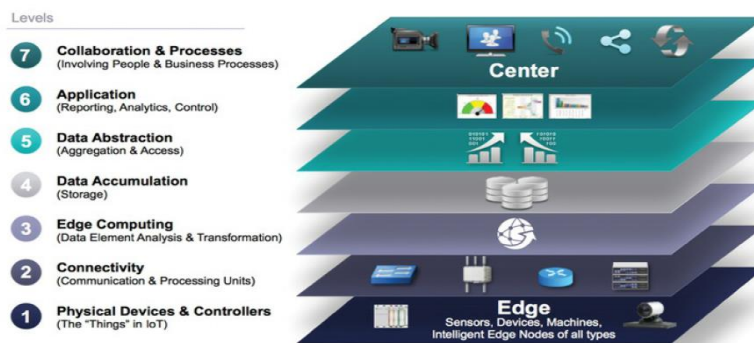 Levels
7
Collaboration & Processes
(Involving People & Business Processes)
6
Application
(Reporting, Analytics, Control)
5
Data Abstraction
(Aggregation & Access)
4
Data Accumulation
(Storage)
3
Edge Computing
(Data Element Analysis & Transformation)
2
Connectivity
(Communication & Processing Units)
1
Physical Devices & Controllers
(The "Things" in IoT)
Center
Edge
Sensors, Devices, Machines,
Intelligent Edge Nodes of all types